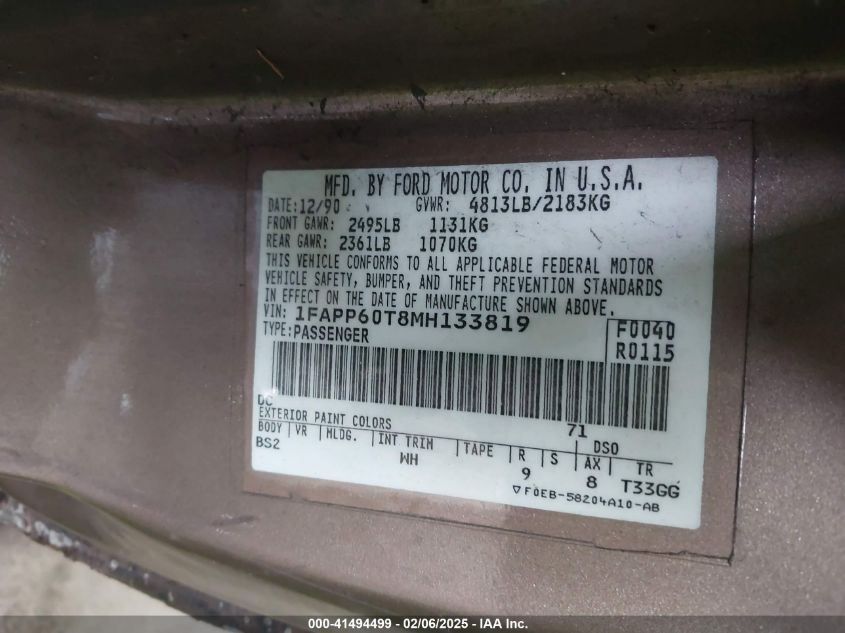 MFD. BY FORD MOTOR CO. IN U.S.A.
DATE: 12/90 GVWR: 4813LB/2183KG
FRONT GAWR: 2495LB 1131KG
REAR GAWR: 2361LB 1070KG
THIS VEHICLE CONFORMS TO ALL APPLICABLE FEDERAL MOTOR
VEHICLE SAFETY, BUMPER, AND THEFT PREVENTION STANDARDS
IN EFFECT ON THE DATE OF MANUFACTURE SHOWN ABOVE.
VIN: 1FAPP60T8MH133819 F0040
TYPE: PASSENGER R0115
DC 71
EXTERIOR PAINT COLORS DSO
BODY VR MLDG. INT TRIM TAPE R S AX TR
BS2 WH 9 8 T33GG
▽F0EB-58204A10-AB
000-41494499 - 02/06/2025 - IAA Inc.